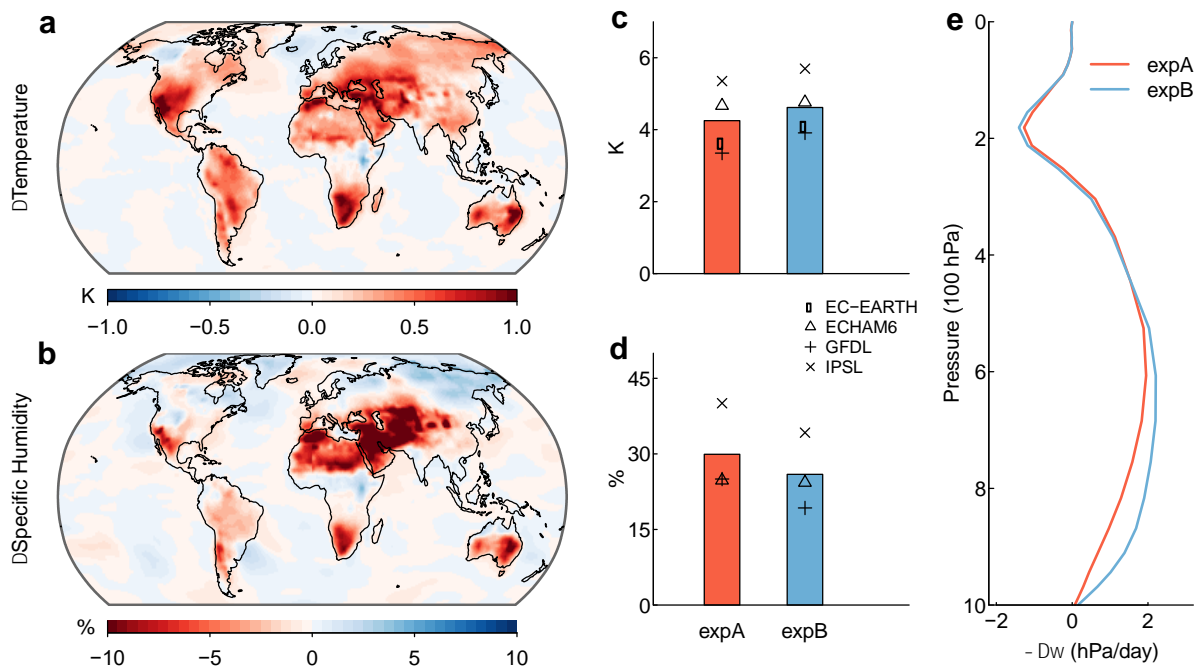 a
DTemperature
K
−1.0 −0.5 0.0 0.5 1.0
b
DSpecific Humidity
%
−10 −5 0 5 10
c
K
6
4
2
0
EC−EARTH
ECHAM6
GFDL
IPSL
d
%
45
30
15
0
expA expB
e
expA
expB
Pressure (100 hPa)
0
2
4
6
8
10
−2 0 2
- Dw (hPa/day)